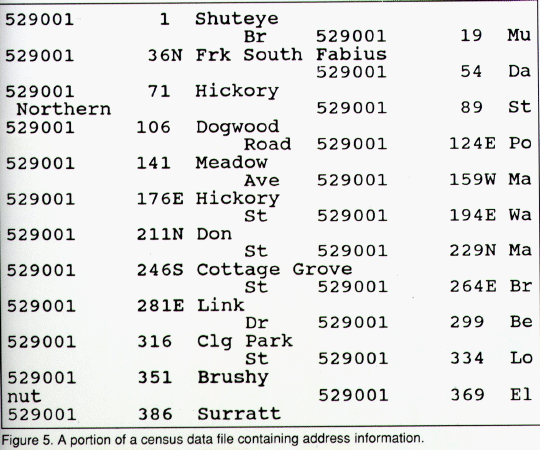 529001 1 Shuteye
Br 529001 19 Mu
529001 36N Frk South Fabius
529001 54 Da
529001 71 Hickory
Northern 529001 89 St
529001 106 Dogwood
Road 529001 124E Po
529001 141 Meadow
Ave 529001 159W Ma
529001 176E Hickory
St 529001 194E Wa
529001 211N Don
St 529001 229N Ma
529001 246S Cottage Grove
St 529001 264E Br
529001 281E Link
Dr 529001 299 Be
529001 316 Clg Park
St 529001 334 Lo
529001 351 Brushy
nut 529001 369 El
529001 386 Surratt
Figure 5. A portion of a census data file containing address information.